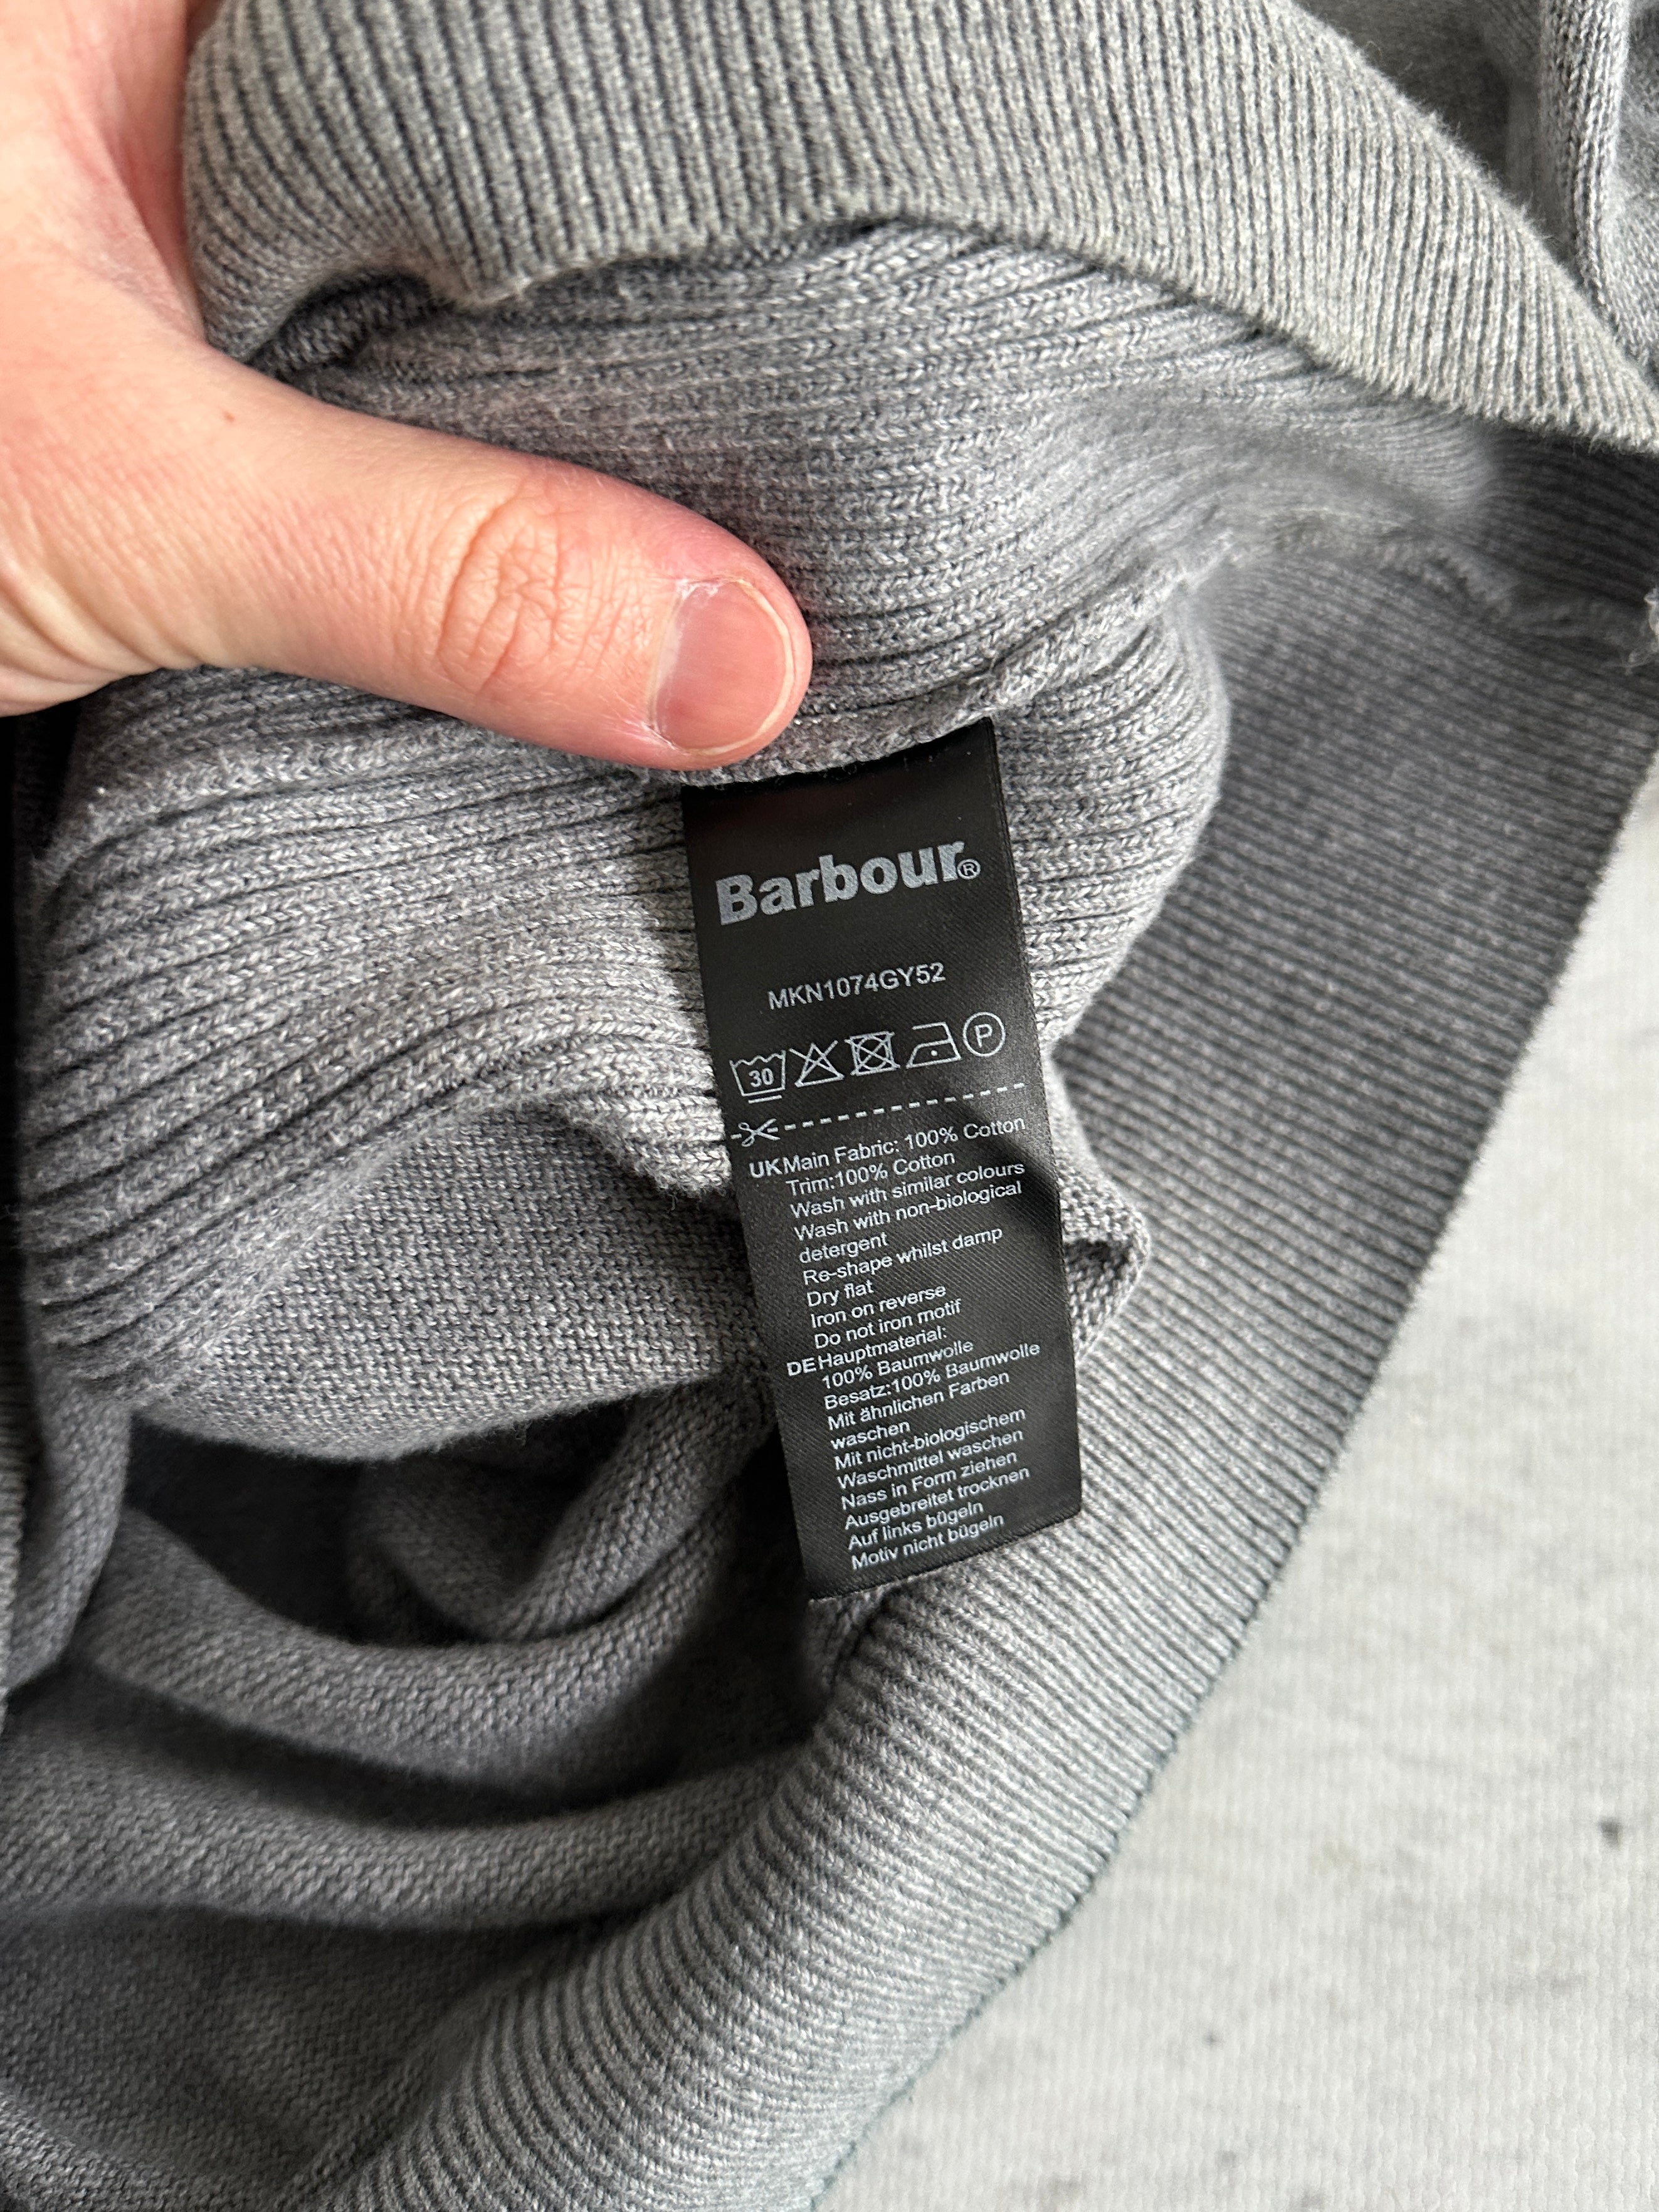 Barbour®
MKN1074GY52
30 P
UK Main Fabric: 100% Cotton
Trim:100% Cotton
Wash with similar colours
Wash with non-biological
detergent
Re-shape whilst damp
Dry flat
Iron on reverse
Do not iron motif
DE Hauptmaterial:
100% Baumwolle
Besatz:100% Baumwolle
Mit ähnlichen Farben
waschen
Mit nicht-biologischem
Waschmittel waschen
Nass in Form ziehen
Ausgebreitet trocknen
Auf links bügeln
Motiv nicht bügeln